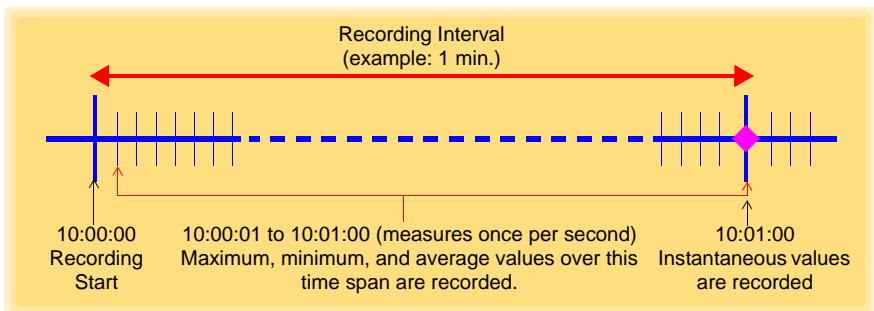 Recording Interval
(example: 1 min.)
10:00:00
Recording
Start
10:00:01 to 10:01:00 (measures once per second)
Maximum, minimum, and average values over this
time span are recorded.
10:01:00
Instantaneous values
are recorded